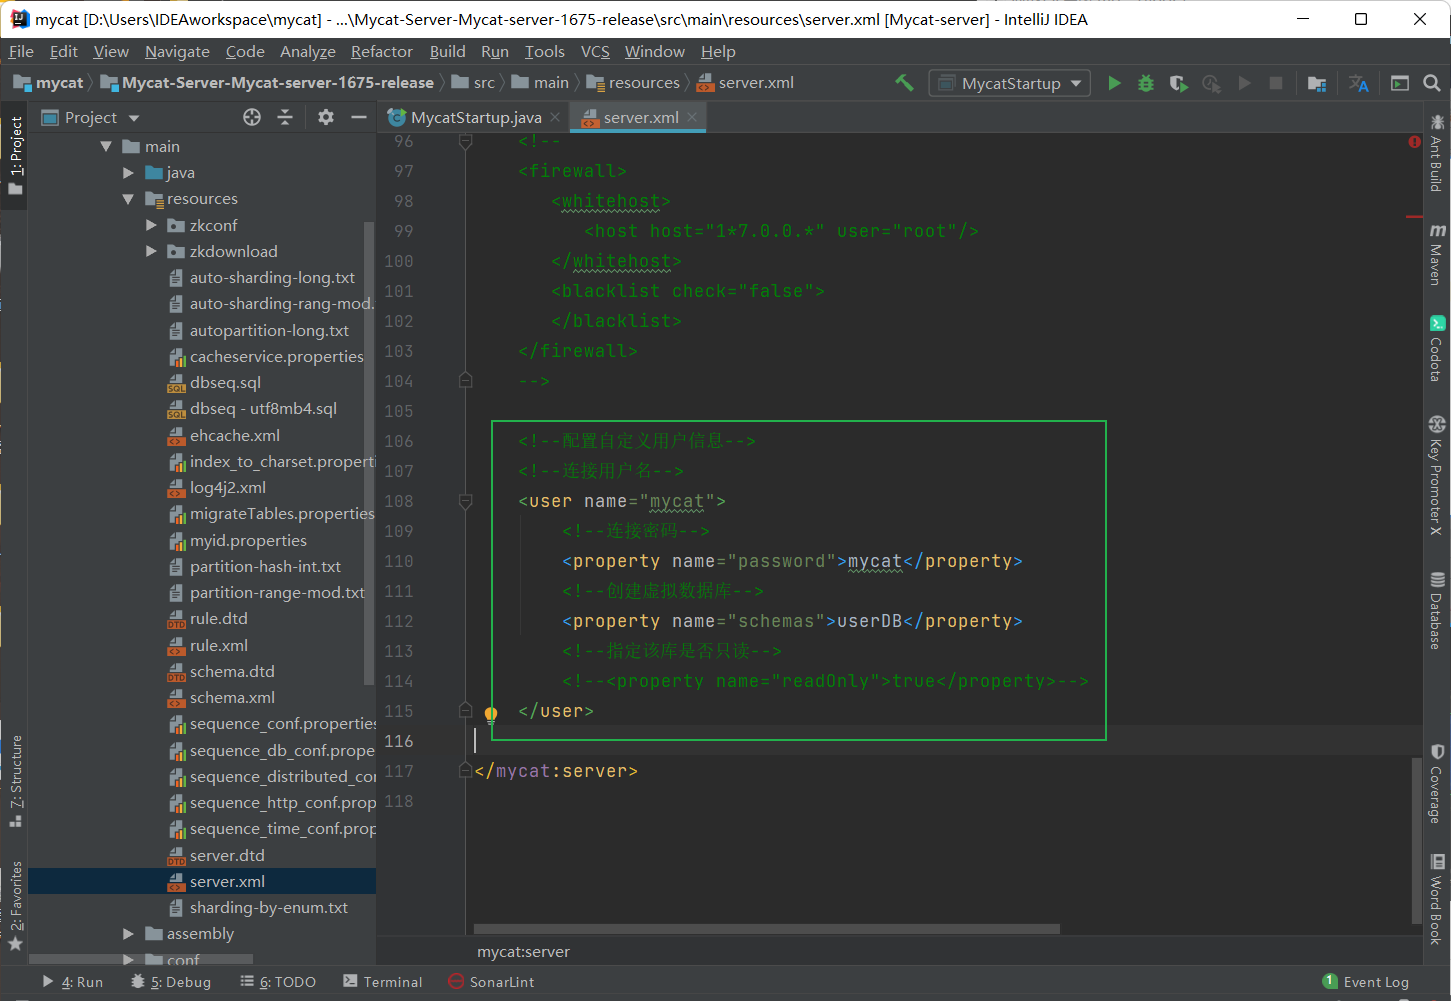 mycat [D:\Users\IDEAworkspace\mycat] - ...\Mycat-Server-Mycat-server-1675-release\src\main\resources\server.xml [Mycat-server] - IntelliJ IDEA
File Edit View Navigate Code Analyze Refactor Build Run Tools VCS Window Help
mycat Mycat-Server-Mycat-server-1675-release src main resources server.xml MycatStartup
Project
MycatStartup.java server.xml
1: Project
7: Structure
2: Favorites
main
java
resources
zkconf
zkdownload
auto-sharding-long.txt
auto-sharding-rang-mod.
autopartition-long.txt
cacheservice.properties
dbseq.sql
dbseq - utf8mb4.sql
ehcache.xml
index_to_charset.properti
log4j2.xml
migrateTables.properties
myid.properties
partition-hash-int.txt
partition-range-mod.txt
rule.dtd
rule.xml
schema.dtd
schema.xml
sequence_conf.properties
sequence_db_conf.prope
sequence_distributed_co
sequence_http_conf.prop
sequence_time_conf.prop
server.dtd
server.xml
sharding-by-enum.txt
assembly
conf
96 <!--
97 <firewall>
98 <whitehost>
99 <host host="1*7.0.0.*" user="root"/>
100 </whitehost>
101 <blacklist check="false">
102 </blacklist>
103 </firewall>
104 -->
105
106 <!--配置自定义用户信息-->
107 <!--连接用户名-->
108 <user name="mycat">
109 <!--连接密码-->
110 <property name="password">mycat</property>
111 <!--创建虚拟数据库-->
112 <property name="schemas">userDB</property>
113 <!--指定该库是否只读-->
114 <!--<property name="readOnly">true</property>-->
115 </user>
116
117 </mycat:server>
118
mycat:server
Ant Build
Maven
Codota
Key Promoter X
Database
Coverage
Word Book
4: Run 5: Debug 6: TODO Terminal SonarLint 1 Event Log